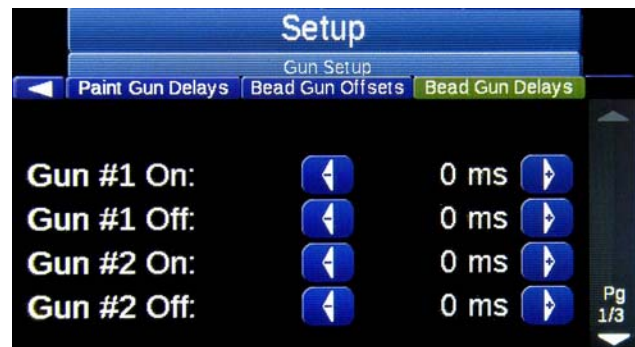 Setup
Gun Setup
Paint Gun Delays Bead Gun Offsets Bead Gun Delays
Gun #1 On: - 0 ms +
Gun #1 Off: - 0 ms +
Gun #2 On: - 0 ms +
Gun #2 Off: - 0 ms +
Pg
1/3